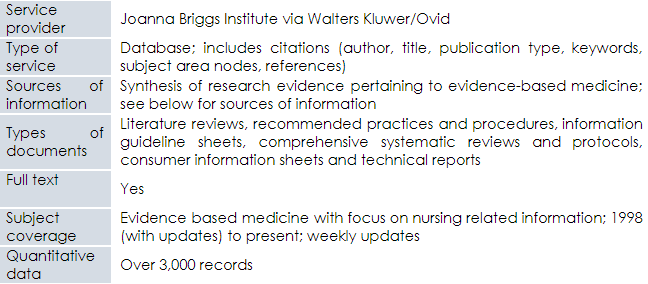 Service
provider
Joanna Briggs Institute via Walters Kluwer/Ovid
Type of
service
Database; includes citations (author, title, publication type, keywords,
subject area nodes, references)
Sources of
information
Synthesis of research evidence pertaining to evidence-based medicine;
see below for sources of information
Types of
documents
Literature reviews, recommended practices and procedures, information
guideline sheets, comprehensive systematic reviews and protocols,
consumer information sheets and technical reports
Full text
Yes
Subject
coverage
Evidence based medicine with focus on nursing related information; 1998
(with updates) to present; weekly updates
Quantitative
data
Over 3,000 records